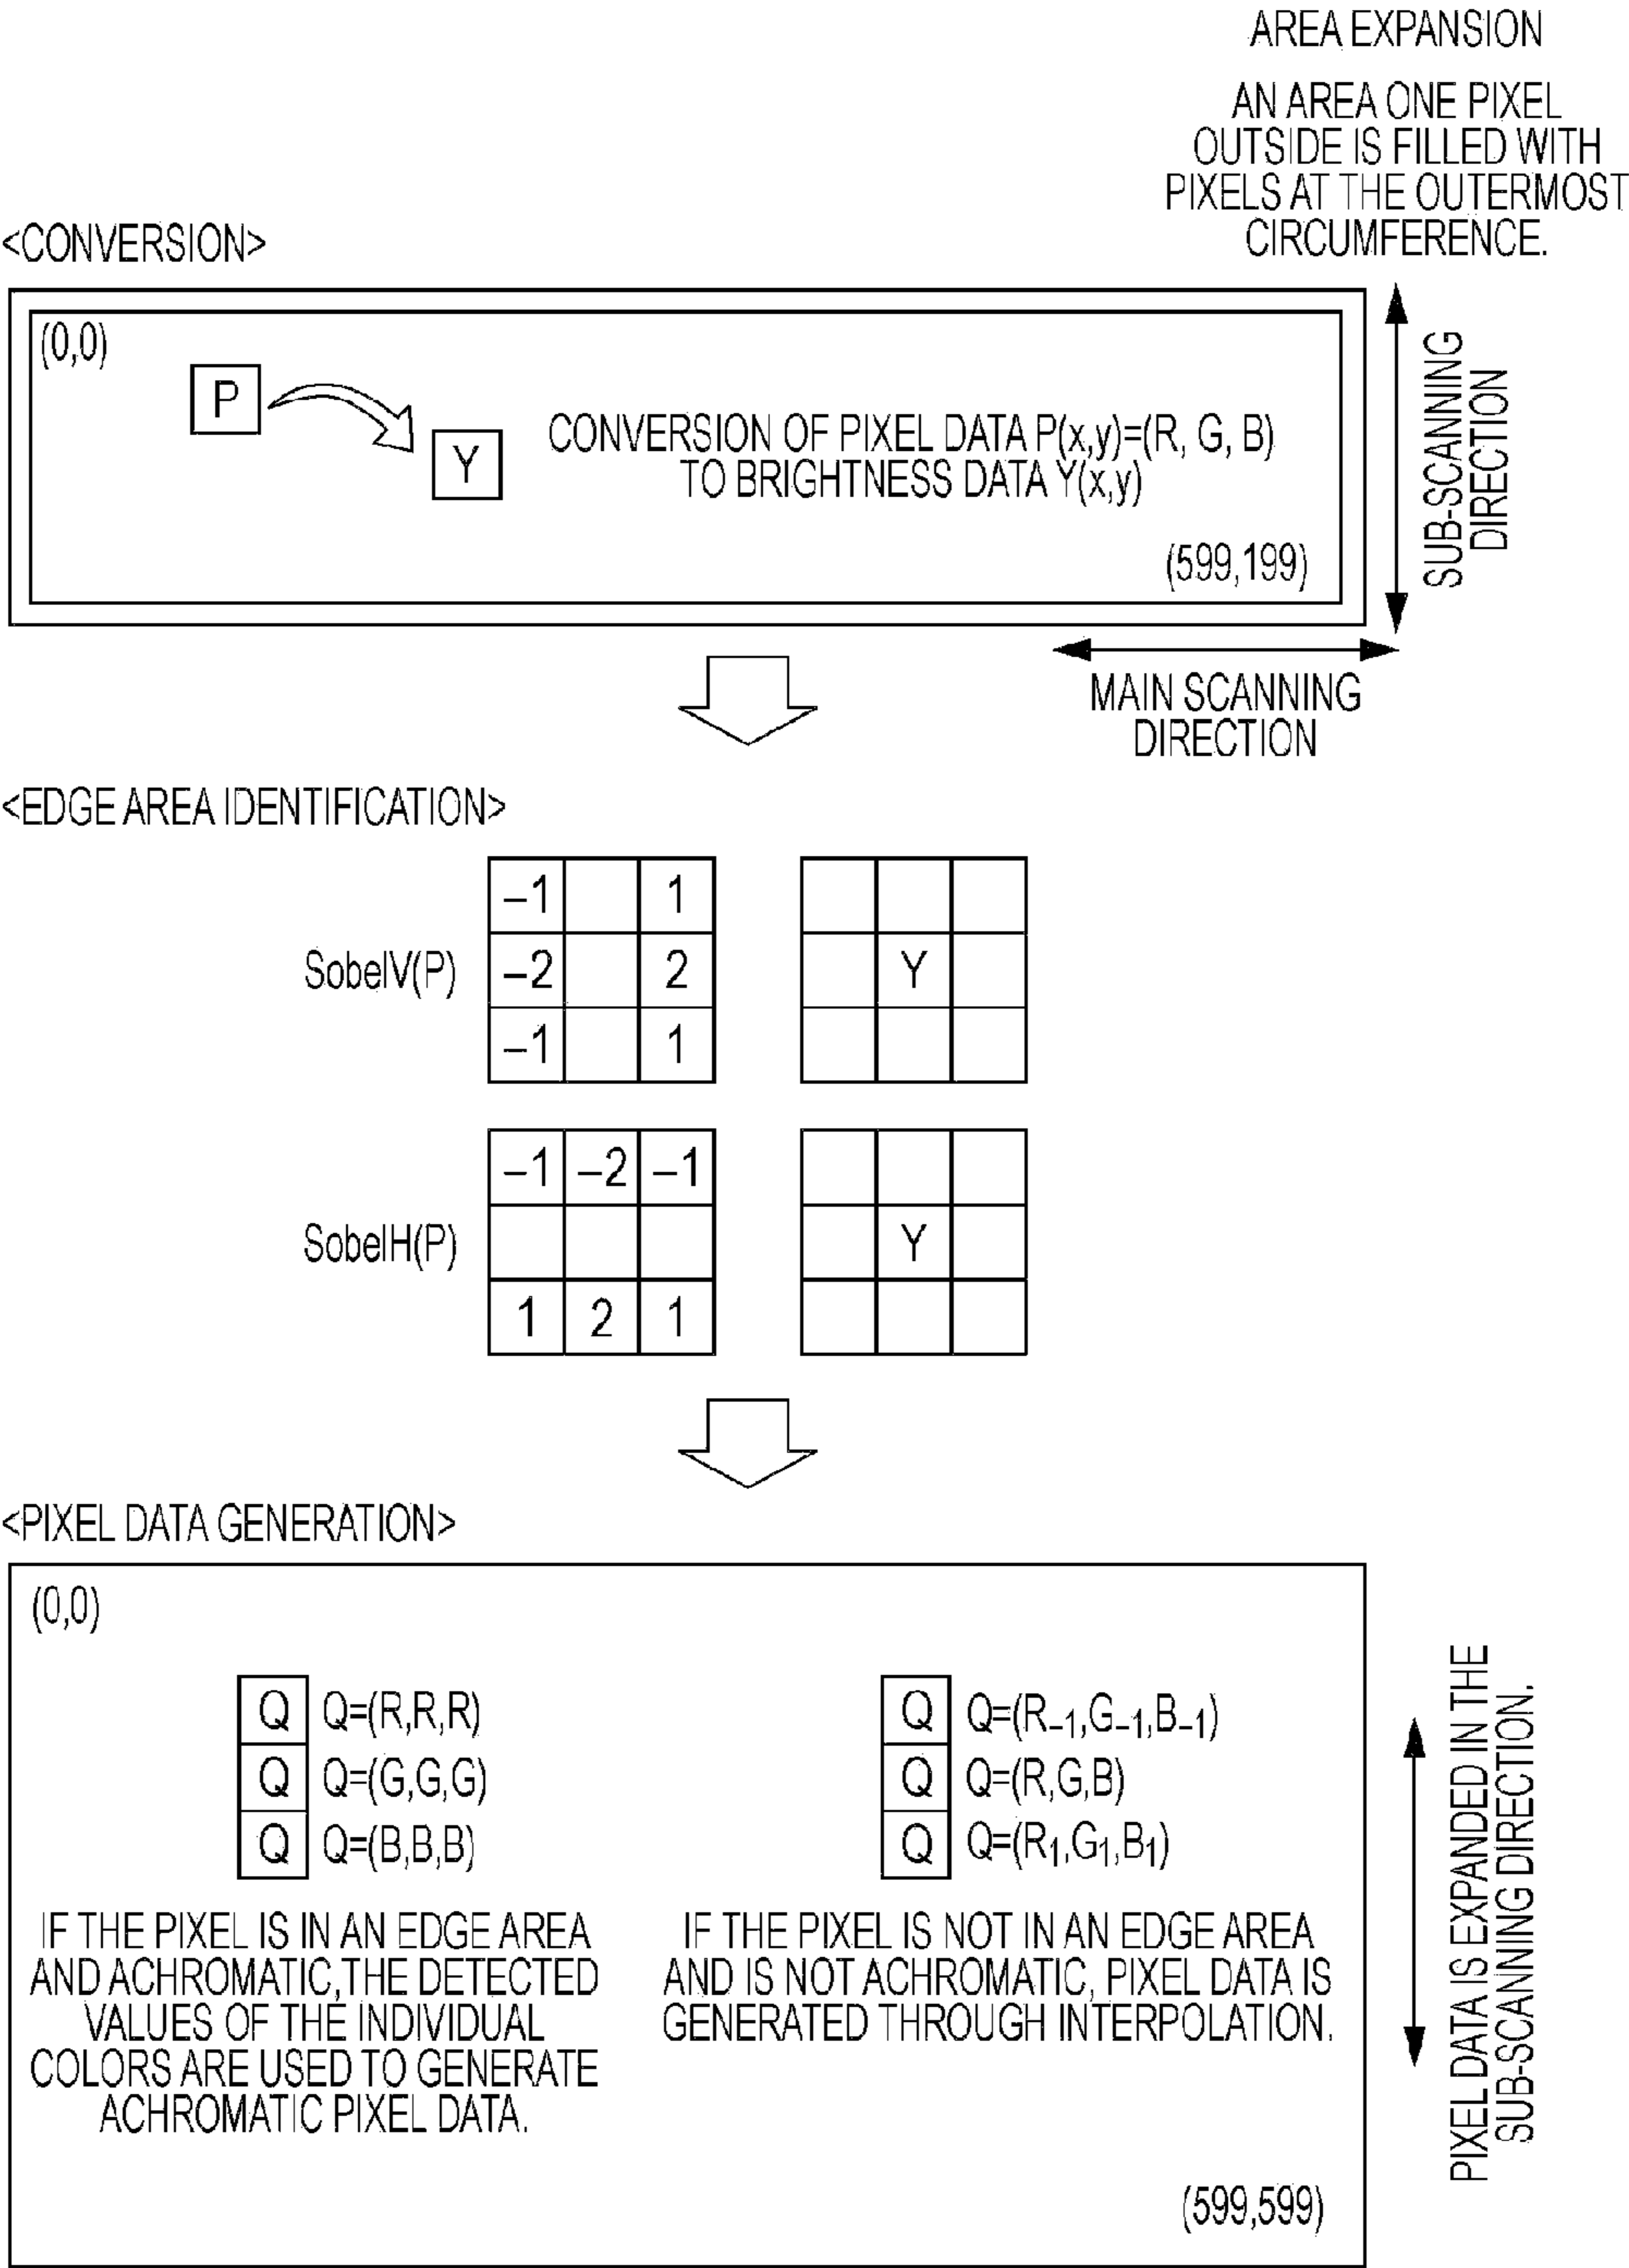 AREA EXPANSION
AN AREA ONE PIXEL
OUTSIDE IS FILLED WITH
PIXELS AT THE OUTERMOST
CIRCUMFERENCE.
<CONVERSION>
(0,0)
P
Y
CONVERSION OF PIXEL DATA P(x,y)=(R, G, B)
TO BRIGHTNESS DATA Y(x,y)
(599,199)
SUB-SCANNING
DIRECTION
MAIN SCANNING
DIRECTION
<EDGE AREA IDENTIFICATION>
SobelV(P)
–1 1
–2 2
–1 1
Y
SobelH(P)
–1 –2 –1
1 2 1
Y
<PIXEL DATA GENERATION>
(0,0)
Q Q=(R,R,R)
Q Q=(G,G,G)
Q Q=(B,B,B)
IF THE PIXEL IS IN AN EDGE AREA
AND ACHROMATIC, THE DETECTED
VALUES OF THE INDIVIDUAL
COLORS ARE USED TO GENERATE
ACHROMATIC PIXEL DATA.
Q Q=(R₋₁,G₋₁,B₋₁)
Q Q=(R,G,B)
Q Q=(R₁,G₁,B₁)
IF THE PIXEL IS NOT IN AN EDGE AREA
AND IS NOT ACHROMATIC, PIXEL DATA IS
GENERATED THROUGH INTERPOLATION.
(599,599)
PIXEL DATA IS EXPANDED IN THE
SUB-SCANNING DIRECTION.